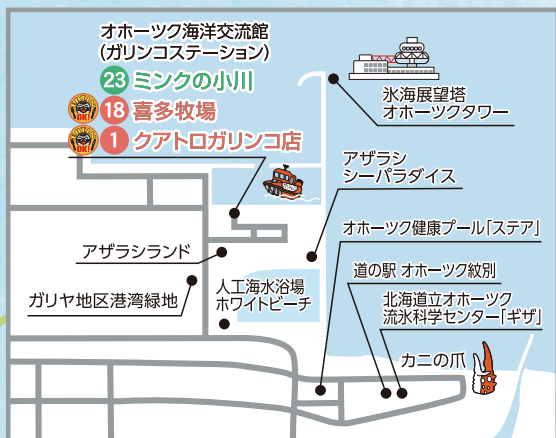 オホーツク海洋交流館
(ガリンコステーション)
23 ミンクの小川
OK! 18 喜多牧場
OK! 1 クアトロガリンコ店
氷海展望塔
オホーツクタワー
アザラシ
シーパラダイス
オホーツク健康プール「ステア」
アザラシランド
道の駅 オホーツク紋別
ガリヤ地区港湾緑地
人工海水浴場
ホワイトビーチ
北海道立オホーツク
流氷科学センター「ギザ」
カニの爪